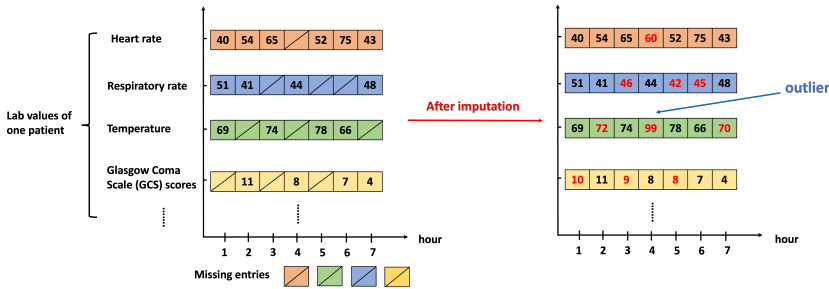 Lab values of
one patient
Heart rate
40 54 65 52 75 43
Respiratory rate
51 41 44 48
Temperature
69 74 78 66
Glasgow Coma
Scale (GCS) scores
11 8 7 4
1 2 3 4 5 6 7
hour
Missing entries
After imputation
40 54 65 60 52 75 43
51 41 46 44 42 45 48
outlier
69 72 74 99 78 66 70
10 11 9 8 8 7 4
1 2 3 4 5 6 7
hour